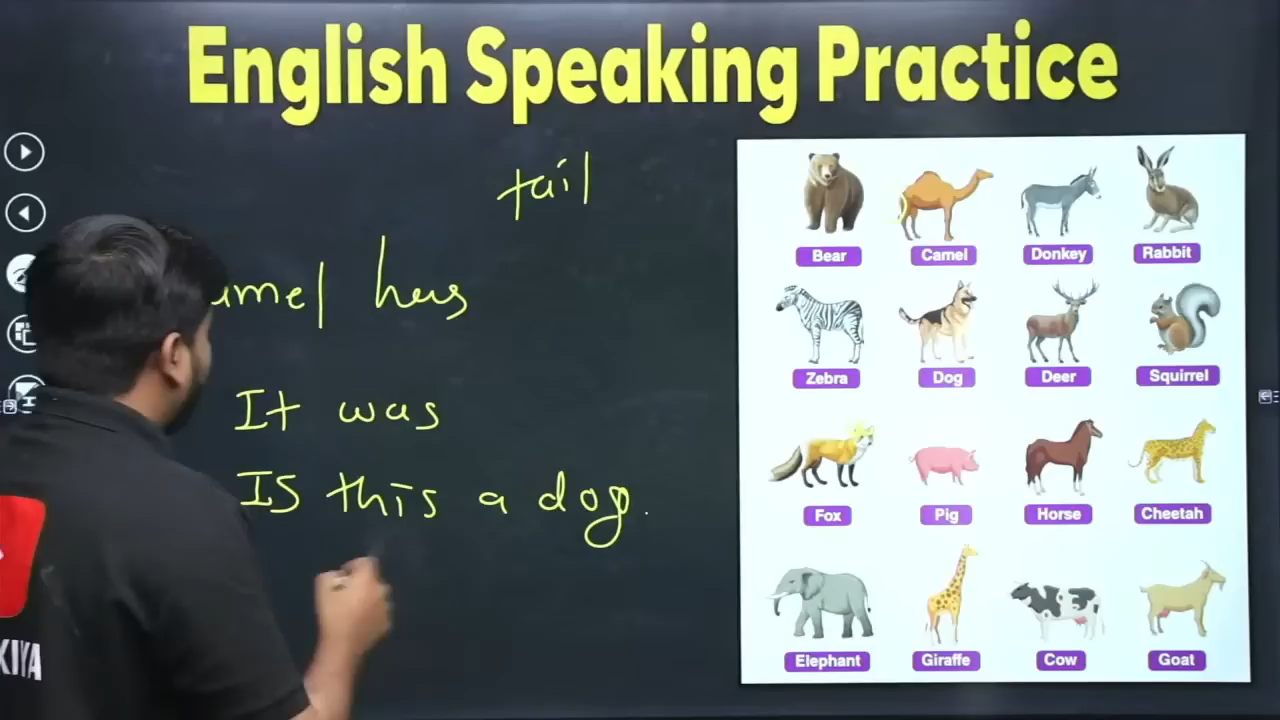 English Speaking Practice
tail
amel has
It was
Is this a dog.
Bear Camel Donkey Rabbit
Zebra Dog Deer Squirrel
Fox Pig Horse Cheetah
Elephant Giraffe Cow Goat
KIYA